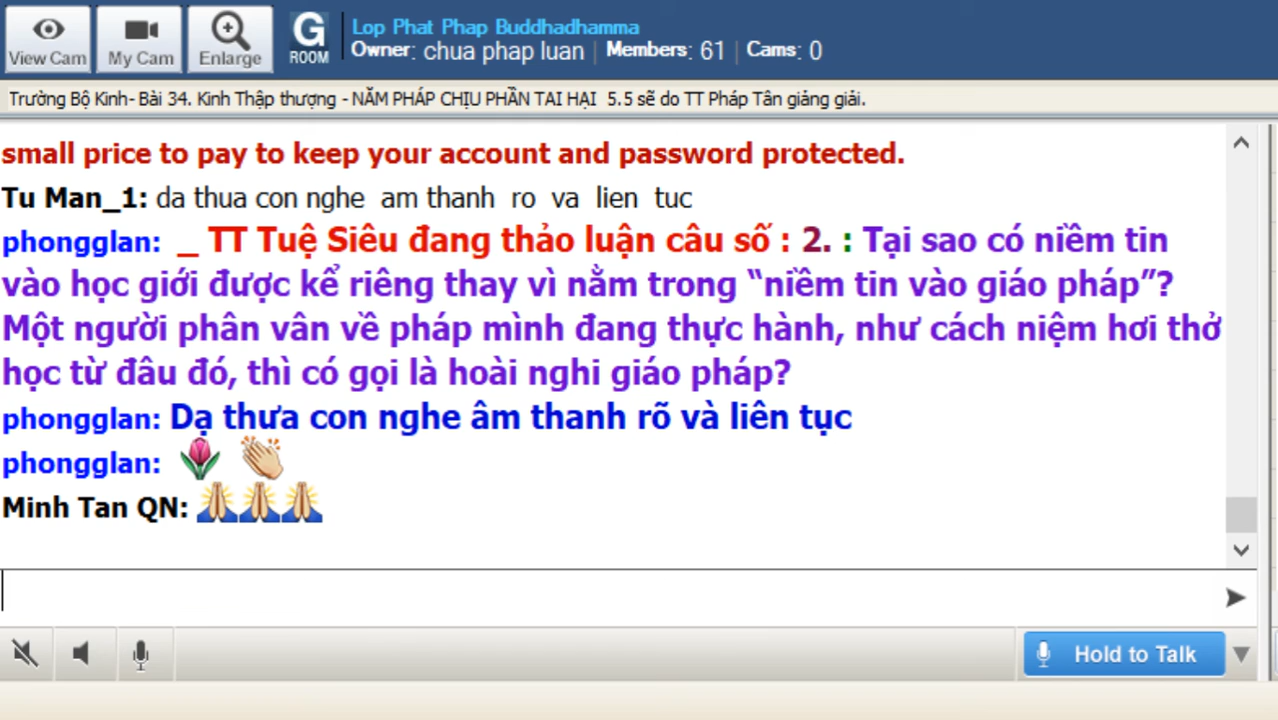 View Cam
My Cam
Enlarge
G
ROOM
Lop Phat Phap Buddhadhamma
Owner: chua phap luan | Members: 61 | Cams: 0
Trường Bộ Kinh- Bài 34. Kinh Thập thượng - NĂM PHÁP CHỊU PHẦN TAI HẠI 5.5 sẽ do TT Pháp Tân giảng giải.
small price to pay to keep your account and password protected.
Tu Man_1: da thua con nghe am thanh ro va lien tuc
phongglan: _ TT Tuệ Siêu đang thảo luận câu số : 2. : Tại sao có niềm tin
vào học giới được kể riêng thay vì nằm trong “niềm tin vào giáo pháp”?
Một người phân vân về pháp mình đang thực hành, như cách niệm hơi thở
học từ đâu đó, thì có gọi là hoài nghi giáo pháp?
phongglan: Dạ thưa con nghe âm thanh rõ và liên tục
phongglan:
Minh Tan QN:
Hold to Talk